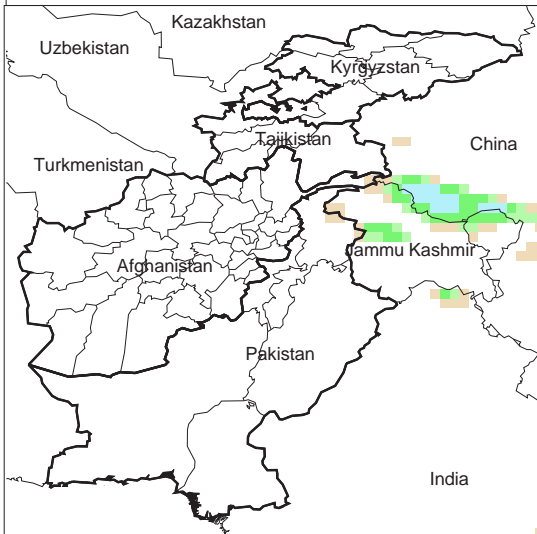 Kazakhstan
Uzbekistan
Kyrgyzstan
Tajikistan
China
Turkmenistan
Jammu Kashmir
Afghanistan
Pakistan
India